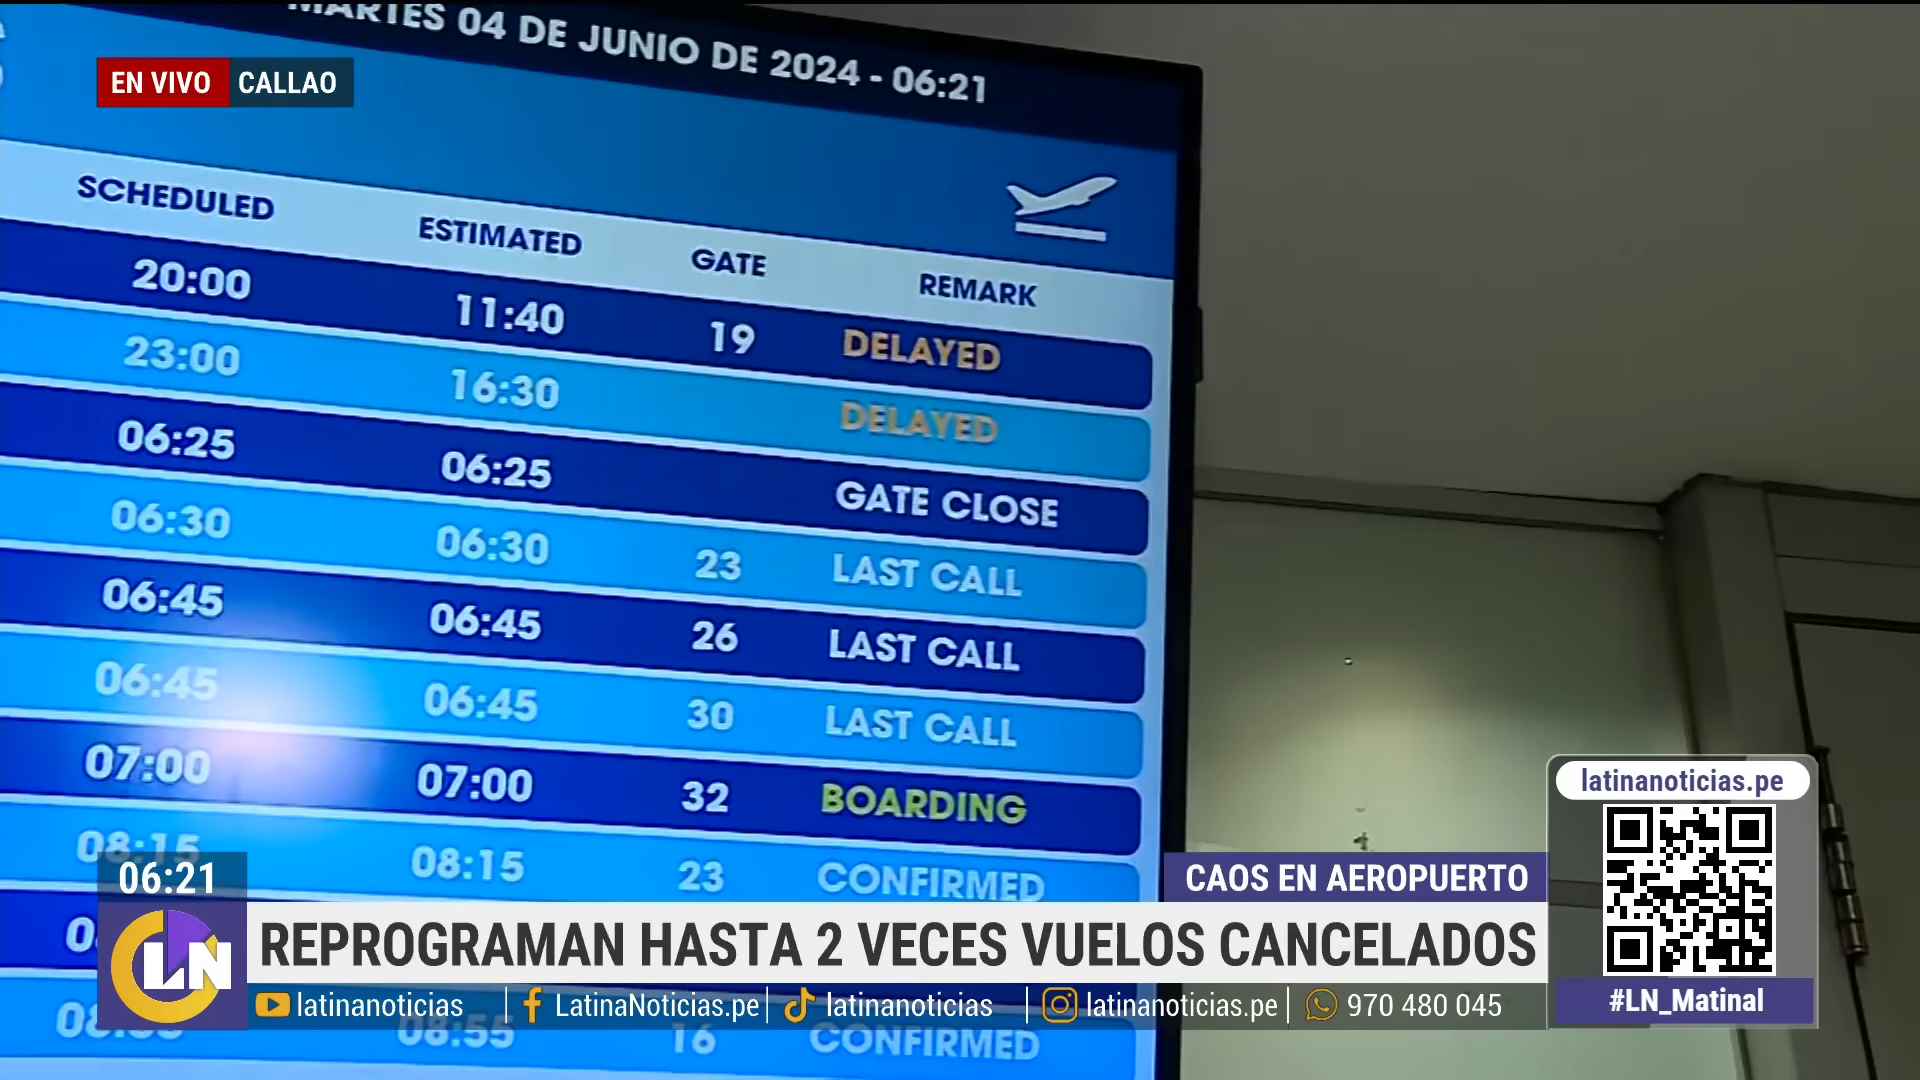 MARTES 04 DE JUNIO DE 2024 - 06:21
EN VIVO CALLAO
SCHEDULED ESTIMATED GATE REMARK
20:00 11:40 19 DELAYED
23:00 16:30 DELAYED
06:25 06:25 GATE CLOSE
06:30 06:30 23 LAST CALL
06:45 06:45 26 LAST CALL
06:45 06:45 30 LAST CALL
07:00 07:00 32 BOARDING
08:15 08:15 23 CONFIRMED
08:55 16 CONFIRMED
06:21
CAOS EN AEROPUERTO
LN
REPROGRAMAN HASTA 2 VECES VUELOS CANCELADOS
latinanoticias LatinaNoticias.pe latinanoticias latinanoticias.pe 970 480 045
latinanoticias.pe
#LN_Matinal